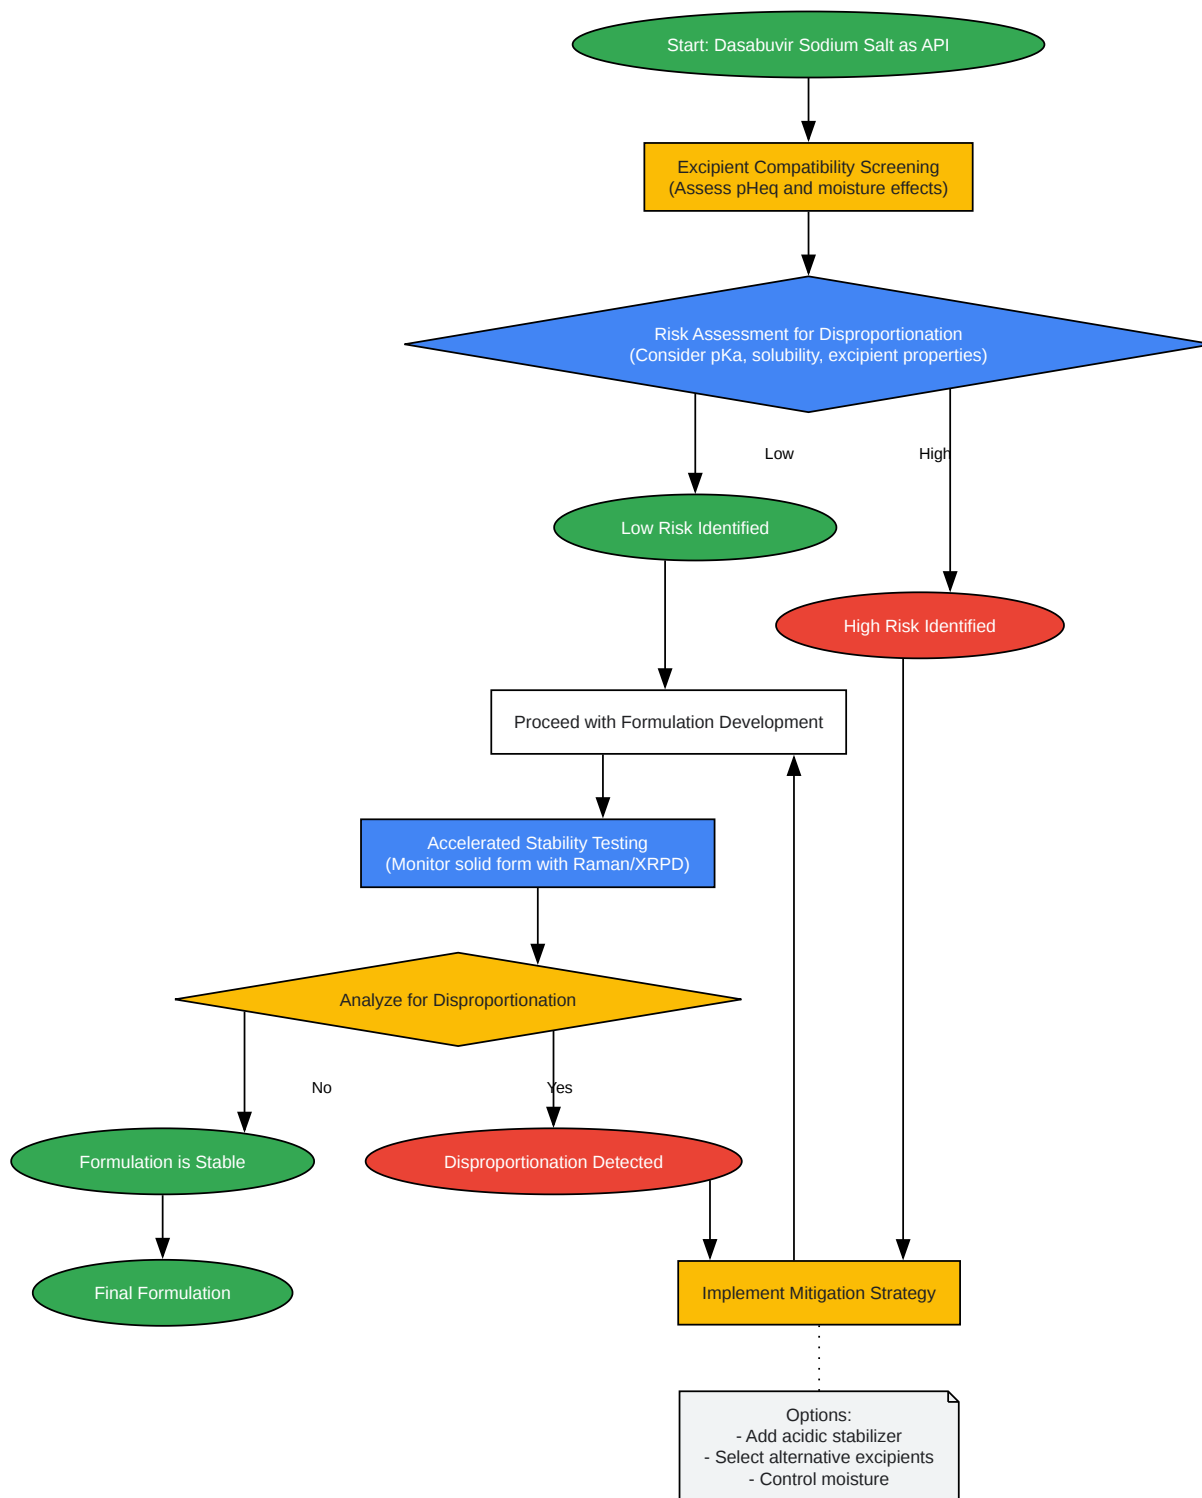 Start: Dasabuvir Sodium Salt as API
Excipient Compatibility Screening
(Assess pHeq and moisture effects)
Risk Assessment for Disproportionation
(Consider pKa, solubility, excipient properties)
Low
High
Low Risk Identified
High Risk Identified
Proceed with Formulation Development
Accelerated Stability Testing
(Monitor solid form with Raman/XRPD)
Analyze for Disproportionation
No
Yes
Formulation is Stable
Disproportionation Detected
Final Formulation
Implement Mitigation Strategy
Options:
- Add acidic stabilizer
- Select alternative excipients
- Control moisture